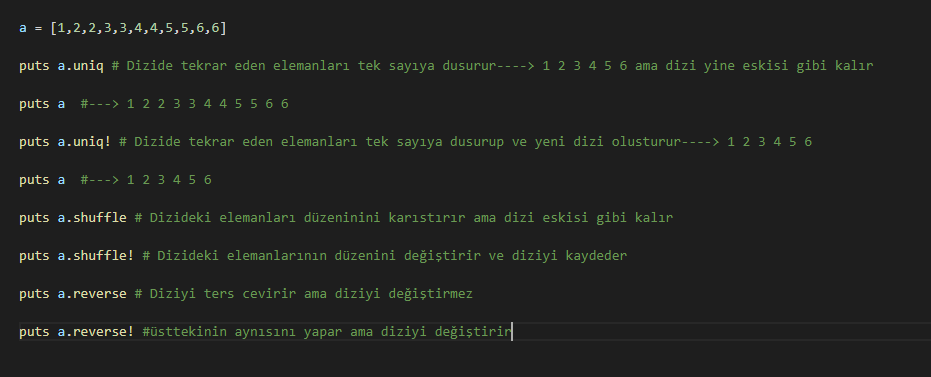 a = [1,2,2,3,3,4,4,5,5,6,6]
puts a.uniq # Dizide tekrar eden elemanları tek sayıya dusurur----> 1 2 3 4 5 6 ama dizi yine eskisi gibi kalır
puts a  #---> 1 2 2 3 3 4 4 5 5 6 6
puts a.uniq! # Dizide tekrar eden elemanları tek sayıya dusurup ve yeni dizi olusturur----> 1 2 3 4 5 6
puts a  #---> 1 2 3 4 5 6
puts a.shuffle # Dizideki elemanları düzeninini karıstırır ama dizi eskisi gibi kalır
puts a.shuffle! # Dizideki elemanlarının düzenini değiştirir ve diziyi kaydeder
puts a.reverse # Diziyi ters cevirir ama diziyi değiştirmez
puts a.reverse! #üsttekinin aynısını yapar ama diziyi değiştirir